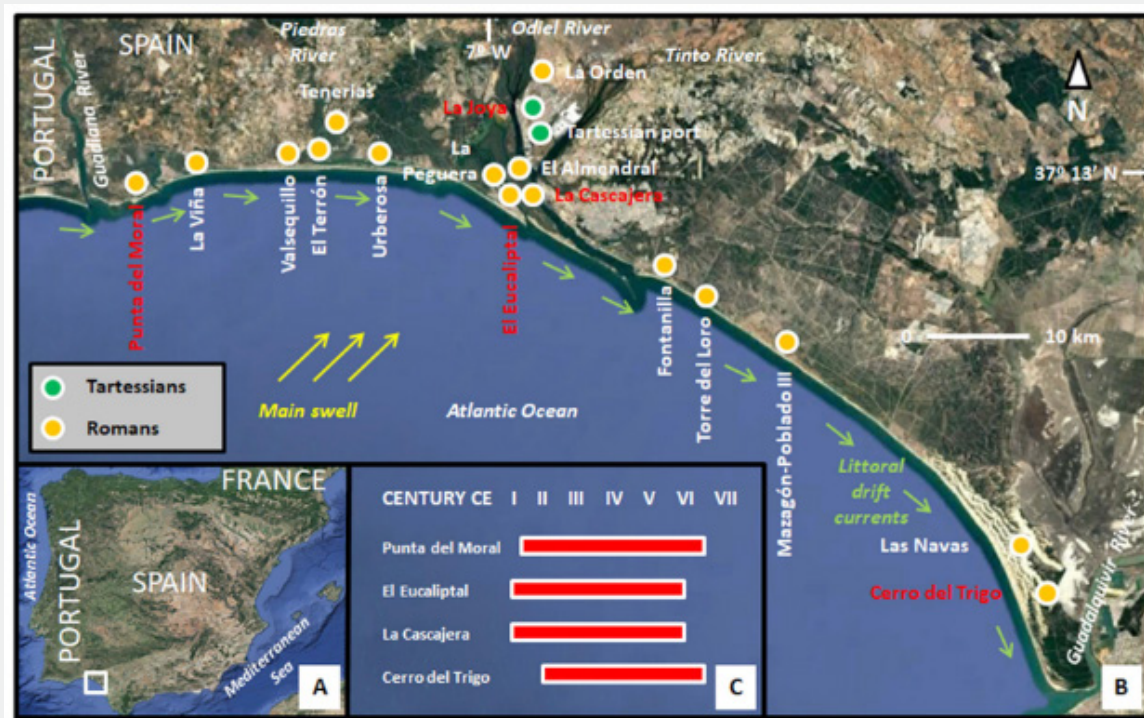 PORTUGAL
SPAIN
Guadiana River
Piedras
River
Odiel River
7º W
Tinto River
La Orden
Tenerías
La Joya
Tartessian port
N
La
Peguera
El Almendral
37º 13' N
La Cascajera
Punta del Moral
La Viña
Valsequillo
El Terrón
Urberosa
El Eucaliptal
Fontanilla
Torre del Loro
Mazagón-Poblado III
0 10 km
Tartessians
Romans
Main swell
Atlantic Ocean
Littoral
drift
currents
Las Navas
Cerro del Trigo
Guadalquivir River
B
FRANCE
Atlantic Ocean
PORTUGAL
SPAIN
Mediterranean
Sea
A
CENTURY CE I II III IV V VI VII
Punta del Moral
El Eucaliptal
La Cascajera
Cerro del Trigo
C